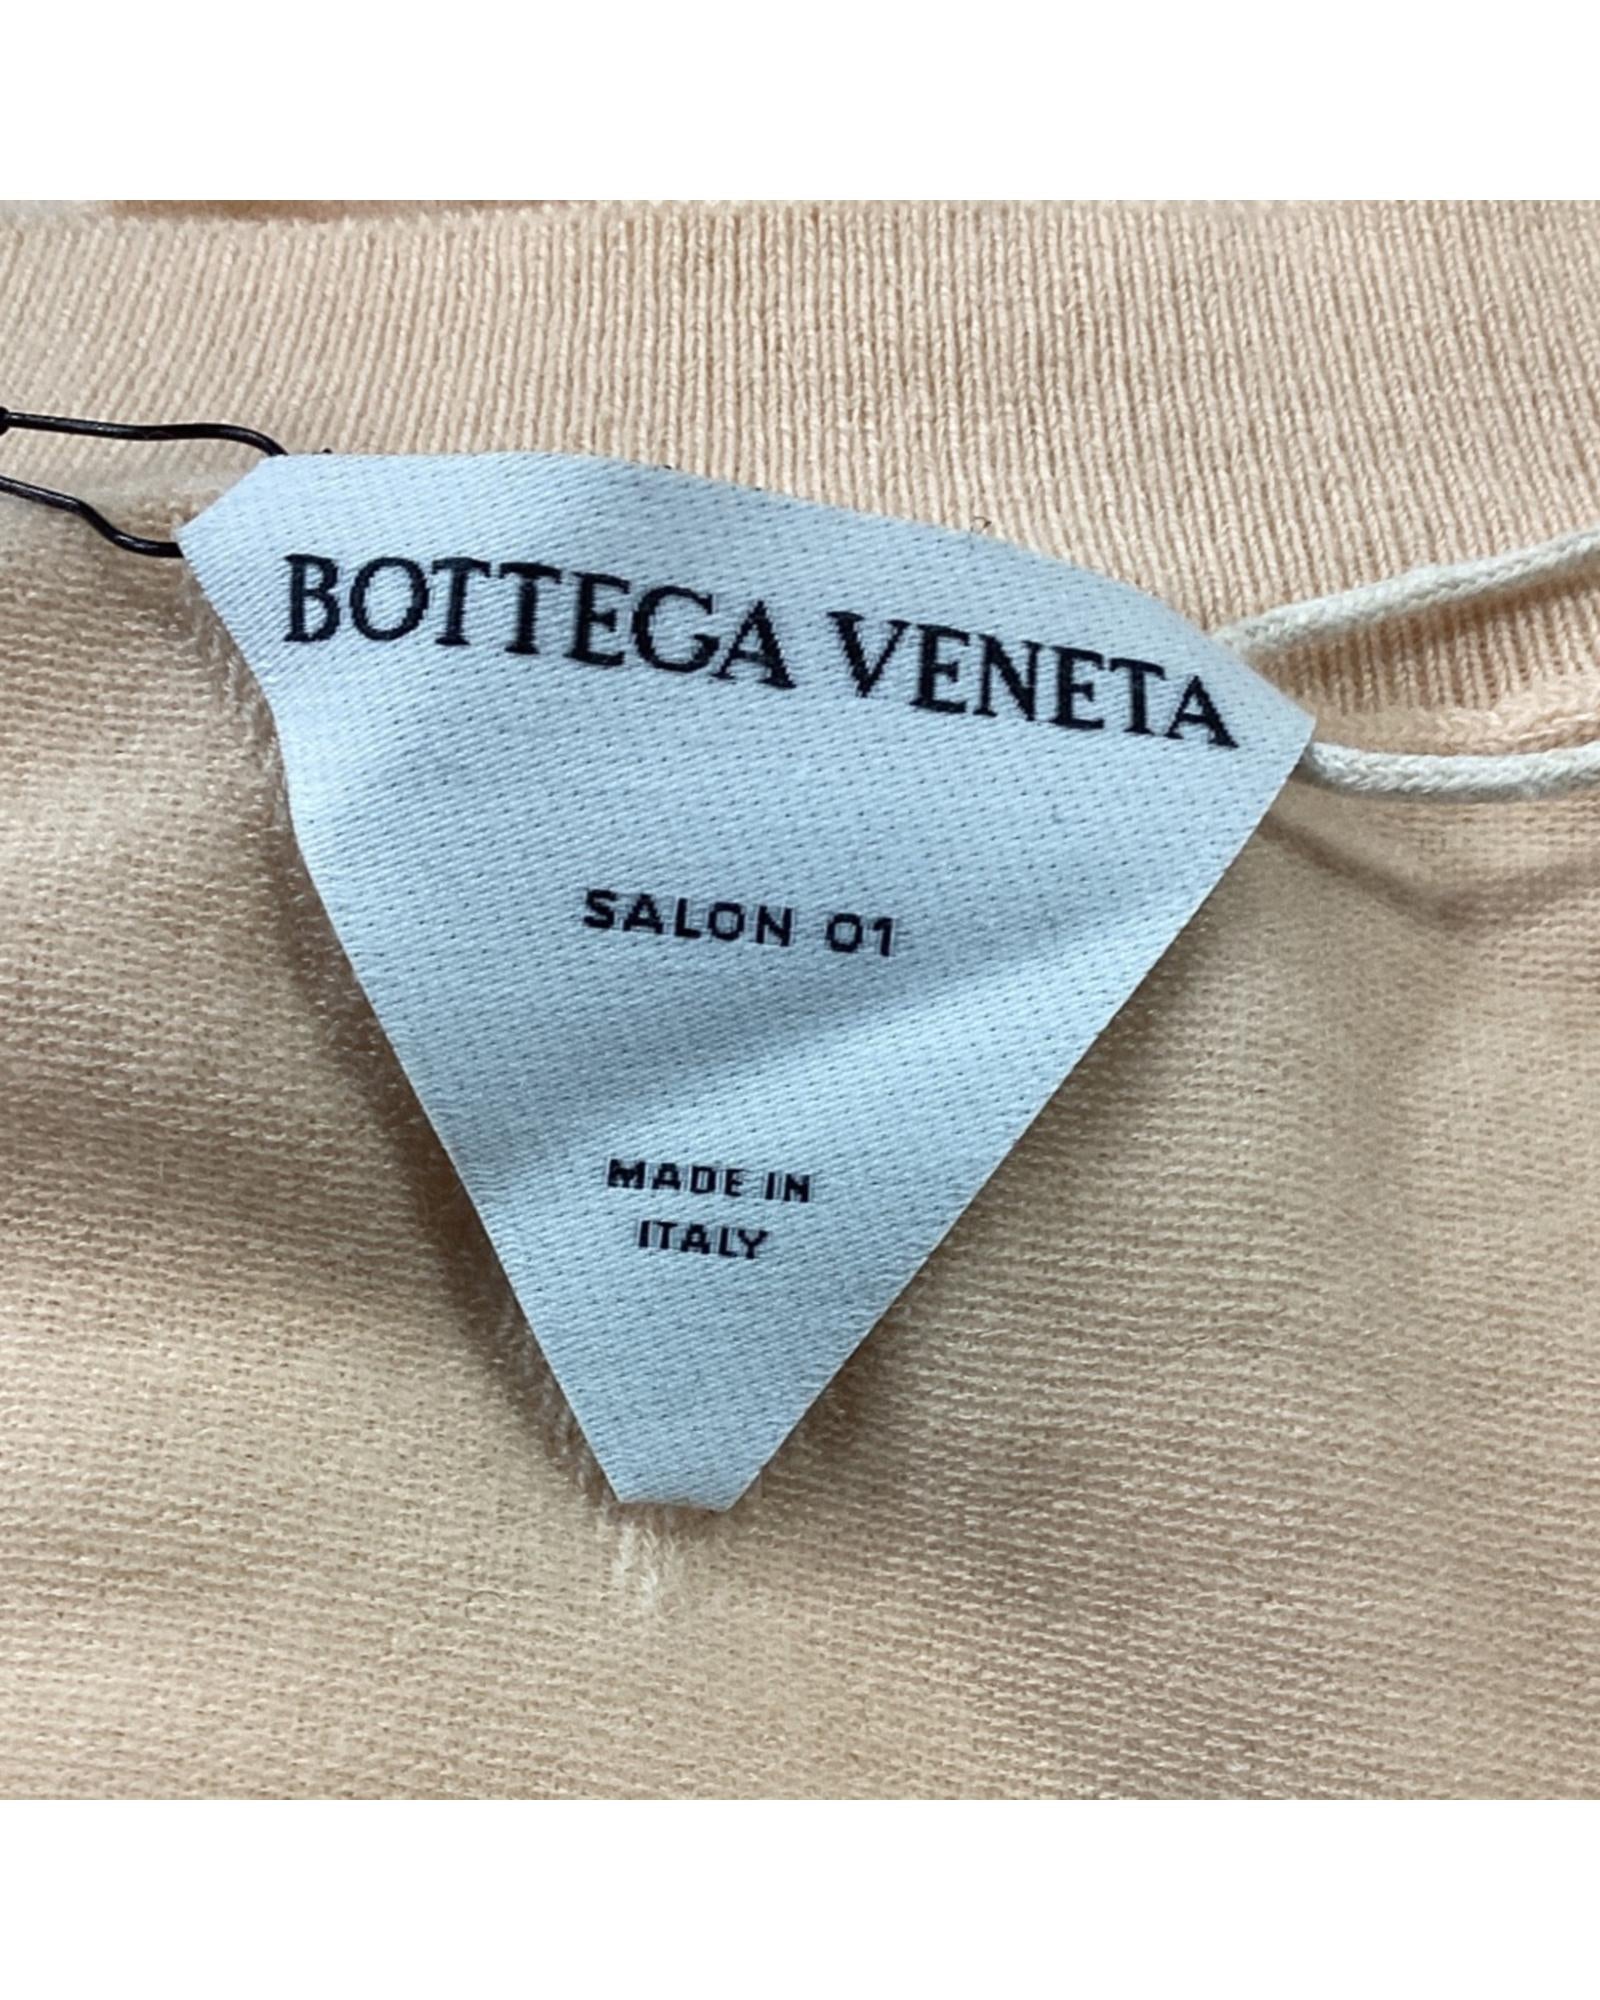 BOTTEGA VENETA
SALON 01
MADE IN
ITALY